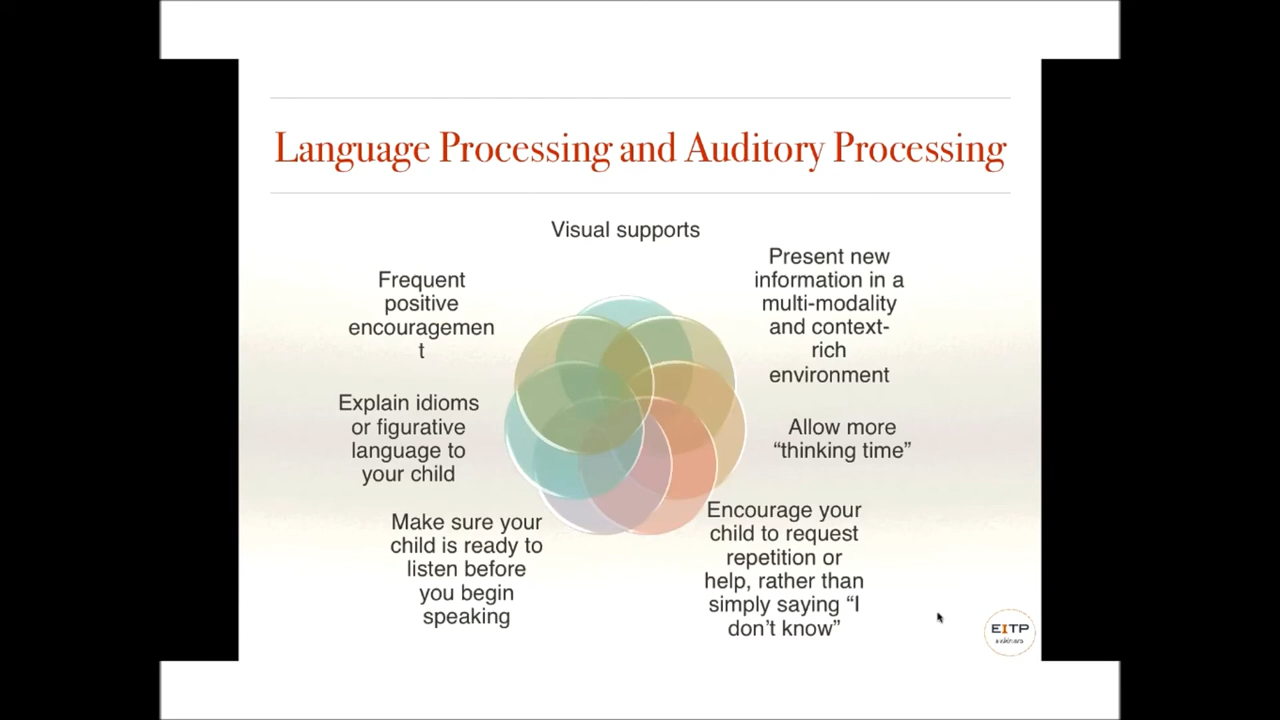 Language Processing and Auditory Processing
Visual supports
Present new
information in a
multi-modality
and context-
rich
environment
Allow more
“thinking time”
Encourage your
child to request
repetition or
help, rather than
simply saying “I
don’t know”
Make sure your
child is ready to
listen before
you begin
speaking
Explain idioms
or figurative
language to
your child
Frequent
positive
encouragemen
t
EITP